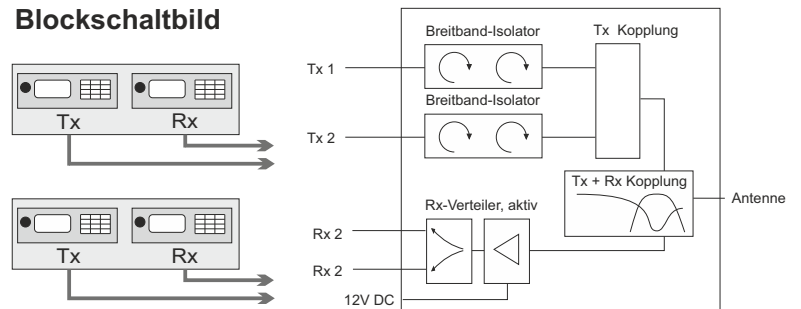 Blockschaltbild
Tx
Rx
Tx
Rx
Breitband-Isolator
Tx Kopplung
Tx 1
Breitband-Isolator
Tx 2
Tx + Rx Kopplung
Antenne
Rx-Verteiler, aktiv
Rx 2
Rx 2
12V DC